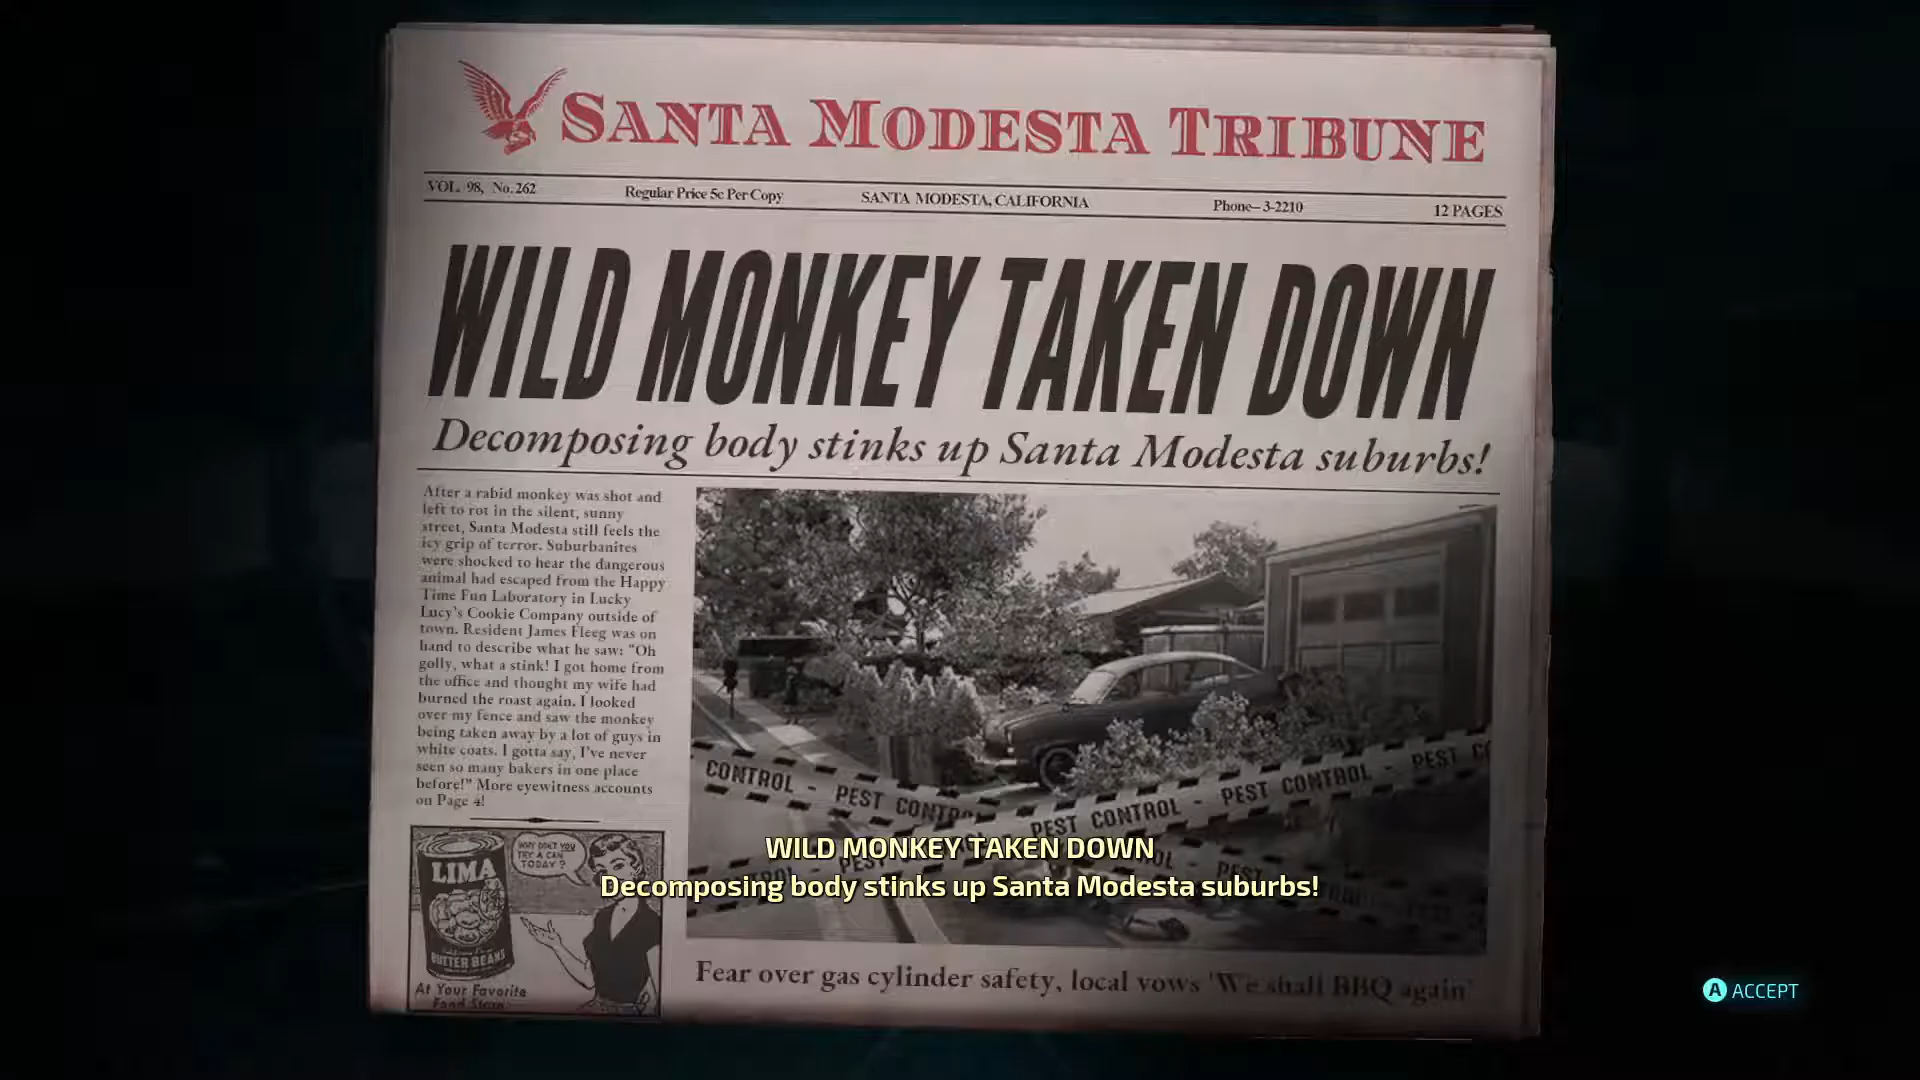 SANTA MODESTA TRIBUNE
VOL. 98, No. 262
Regular Price 5c Per Copy
SANTA MODESTA, CALIFORNIA
Phone—3-2210
12 PAGES
WILD MONKEY TAKEN DOWN
Decomposing body stinks up Santa Modesta suburbs!
After a rabid monkey was shot and
left to rot in the silent, sunny
street, Santa Modesta still feels the
icy grip of terror. Suburbanites
were shocked to hear the dangerous
animal had escaped from the Happy
Time Fun Laboratory in Lucky
Lucy's Cookie Company outside of
town. Resident James Fleeg was on
hand to describe what he saw: "Oh
golly, what a stink! I got home from
the office and thought my wife had
burned the roast again. I looked
over my fence and saw the monkey
being taken away by a lot of guys in
white coats. I gotta say, I've never
seen so many bakers in one place
before!" More eyewitness accounts
on Page 4!
WHY DON'T YOU
TRY A CAN
TODAY?
LIMA
BUTTER BEANS
At Your Favorite
Food Store
CONTROL - PEST CONTROL
PEST CONTROL - PEST CONTROL - PEST
WILD MONKEY TAKEN DOWN
Decomposing body stinks up Santa Modesta suburbs!
Fear over gas cylinder safety, local vows 'We shall BBQ again'
A ACCEPT